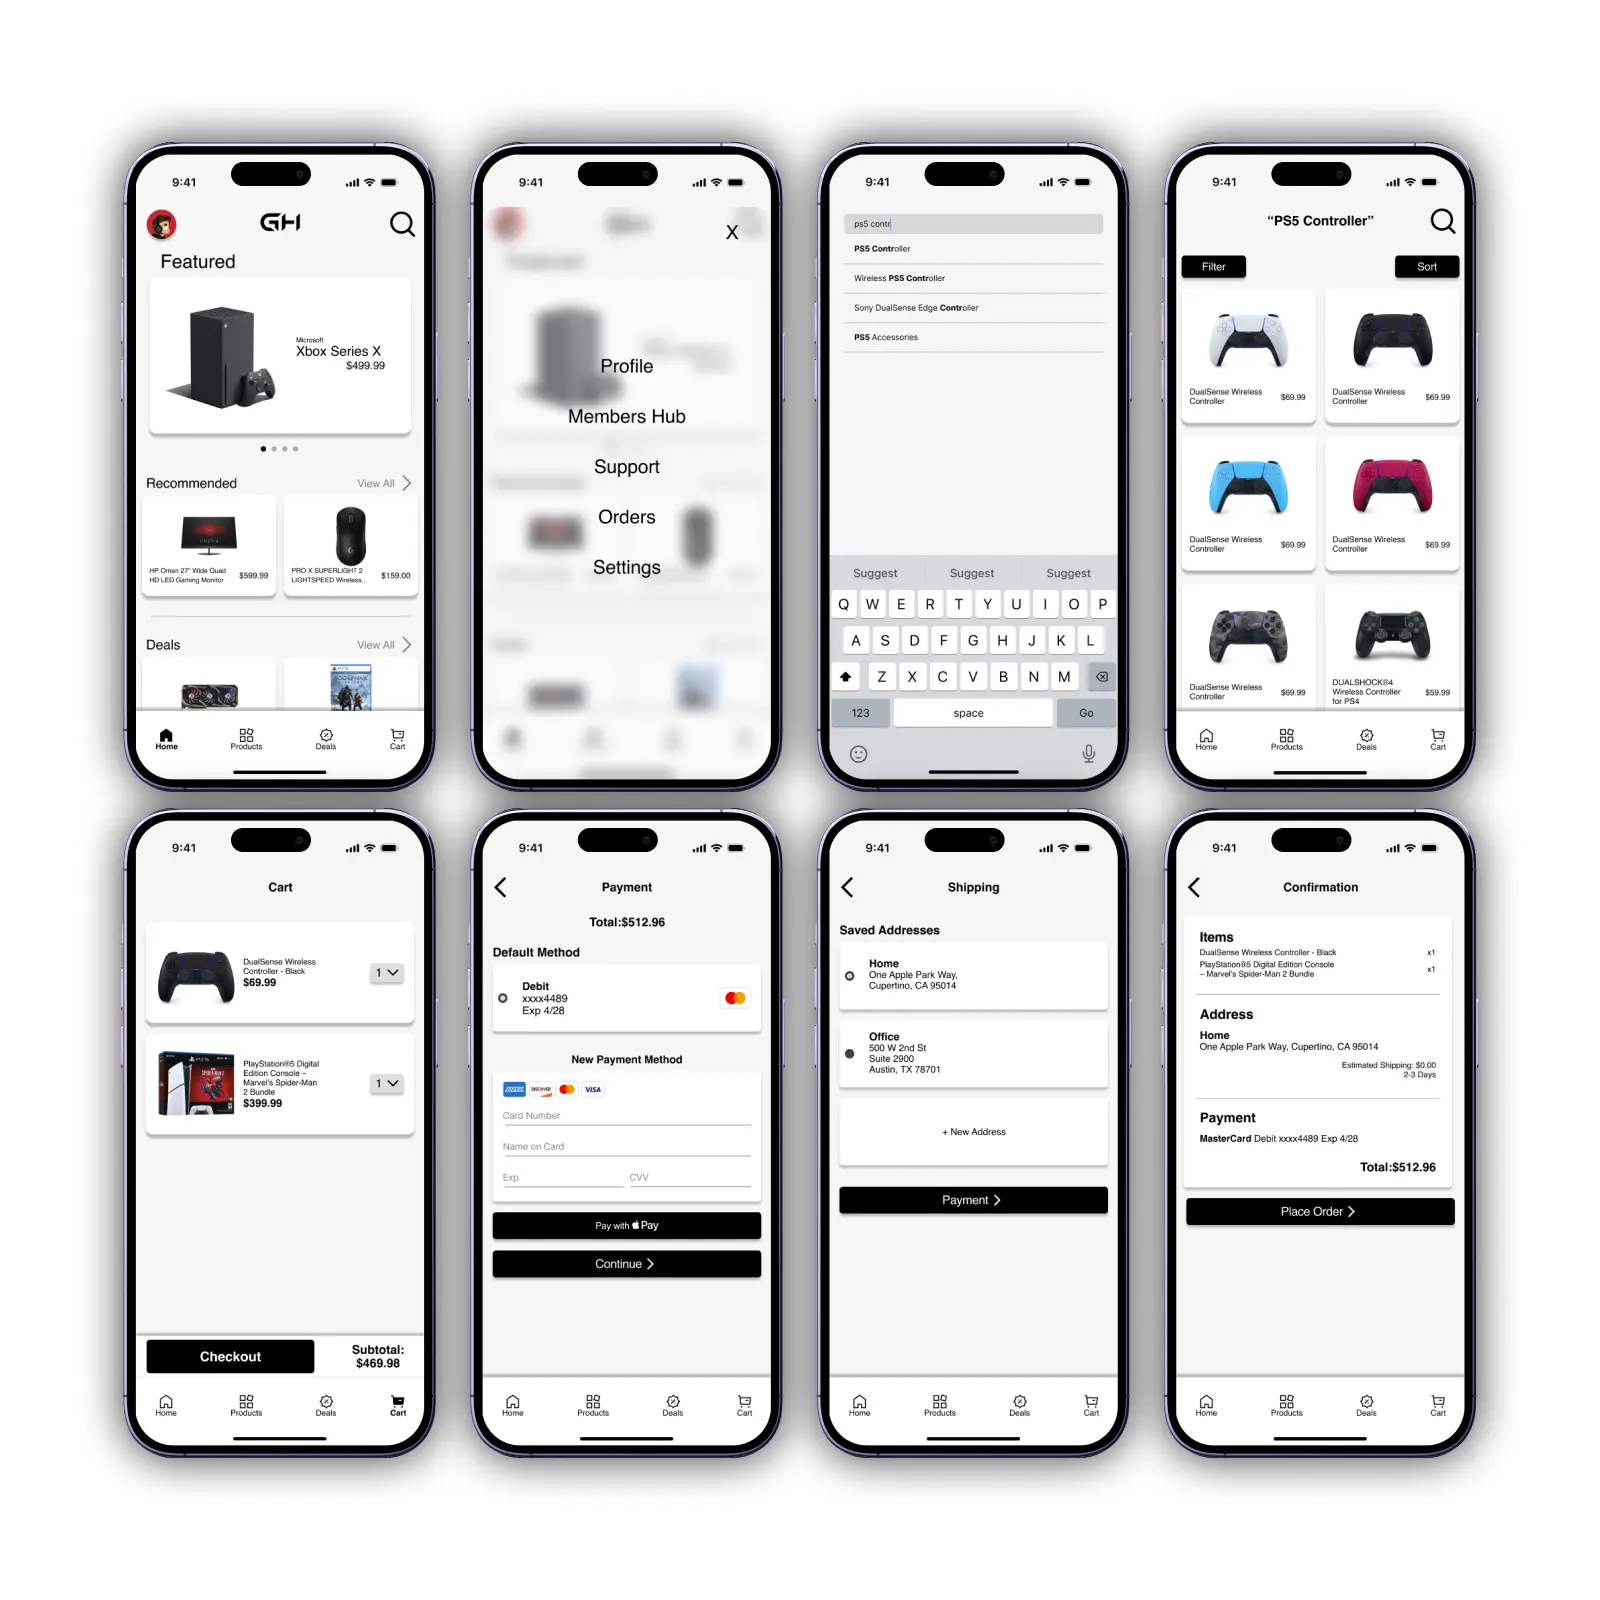 9:41
GH
Featured
Microsoft
Xbox Series X
$499.99
Recommended
View All
HP Omen 27" Wide Quad
HD LED Gaming Monitor
$599.99
PRO X SUPERLIGHT 2
LIGHTSPEED Wireless...
$159.00
Deals
View All
Home
Products
Deals
Cart
9:41
X
Profile
Members Hub
Support
Orders
Settings
9:41
ps5 contr
PS5 Controller
Wireless PS5 Controller
Sony DualSense Edge Controller
PS5 Accessories
Suggest
Suggest
Suggest
Q W E R T Y U I O P
A S D F G H J K L
Z X C V B N M
123
space
Go
9:41
“PS5 Controller”
Filter
Sort
DualSense Wireless
Controller
$69.99
DualSense Wireless
Controller
$69.99
DualSense Wireless
Controller
$69.99
DualSense Wireless
Controller
$69.99
DualSense Wireless
Controller
$69.99
DUALSHOCK®4
Wireless Controller
for PS4
$59.99
Home
Products
Deals
Cart
9:41
Cart
DualSense Wireless
Controller - Black
$69.99
1
PlayStation®5 Digital
Edition Console –
Marvel's Spider-Man
2 Bundle
$399.99
1
Checkout
Subtotal:
$469.98
Home
Products
Deals
Cart
9:41
Payment
Total:$512.96
Default Method
Debit
xxxx4489
Exp 4/28
New Payment Method
AMEX
DISCOVER
VISA
Card Number
Name on Card
Exp
CVV
Pay with Pay
Continue
Home
Products
Deals
Cart
9:41
Shipping
Saved Addresses
Home
One Apple Park Way,
Cupertino, CA 95014
Office
500 W 2nd St
Suite 2900
Austin, TX 78701
+ New Address
Payment
Home
Products
Deals
Cart
9:41
Confirmation
Items
DualSense Wireless Controller - Black
x1
PlayStation®5 Digital Edition Console
– Marvel's Spider-Man 2 Bundle
x1
Address
Home
One Apple Park Way, Cupertino, CA 95014
Estimated Shipping: $0.00
2-3 Days
Payment
MasterCard Debit xxxx4489 Exp 4/28
Total:$512.96
Place Order
Home
Products
Deals
Cart